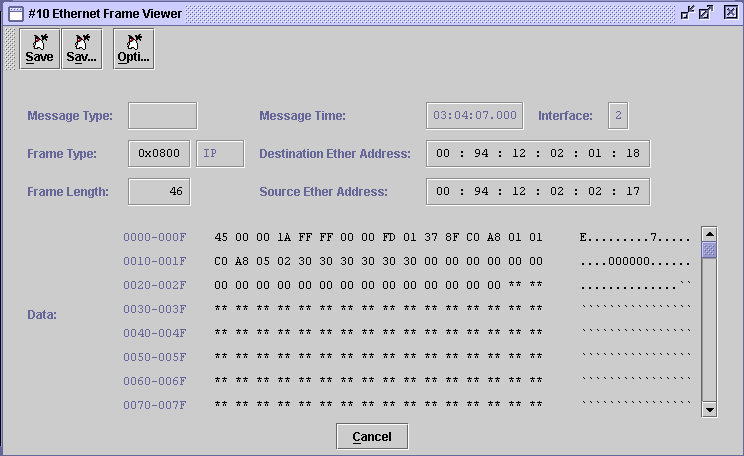 #10 Ethernet Frame Viewer
Save Sav... Opti...
Message Type: Message Time: 03:04:07.000 Interface: 2
Frame Type: 0x0800 IP Destination Ether Address: 00 : 94 : 12 : 02 : 01 : 18
Frame Length: 46 Source Ether Address: 00 : 94 : 12 : 02 : 02 : 17
0000-000F 45 00 00 1A FF FF 00 00 FD 01 37 8F C0 A8 01 01 E.........7.....
0010-001F C0 A8 05 02 30 30 30 30 30 30 00 00 00 00 00 00 ....000000......
0020-002F 00 00 00 00 00 00 00 00 00 00 00 00 00 00 ** ** ..............``
Data:
0030-003F ** ** ** ** ** ** ** ** ** ** ** ** ** ** ** ** ````````````````
0040-004F ** ** ** ** ** ** ** ** ** ** ** ** ** ** ** ** ````````````````
0050-005F ** ** ** ** ** ** ** ** ** ** ** ** ** ** ** ** ````````````````
0060-006F ** ** ** ** ** ** ** ** ** ** ** ** ** ** ** ** ````````````````
0070-007F ** ** ** ** ** ** ** ** ** ** ** ** ** ** ** ** ````````````````
Cancel